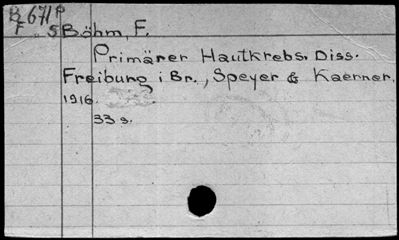 B 671 P
F 5
Böhm, F.
Primärer Hautkrebs. Diss.
Freiburg i Br., Speyer & Kaerner.
1916.
33 s.